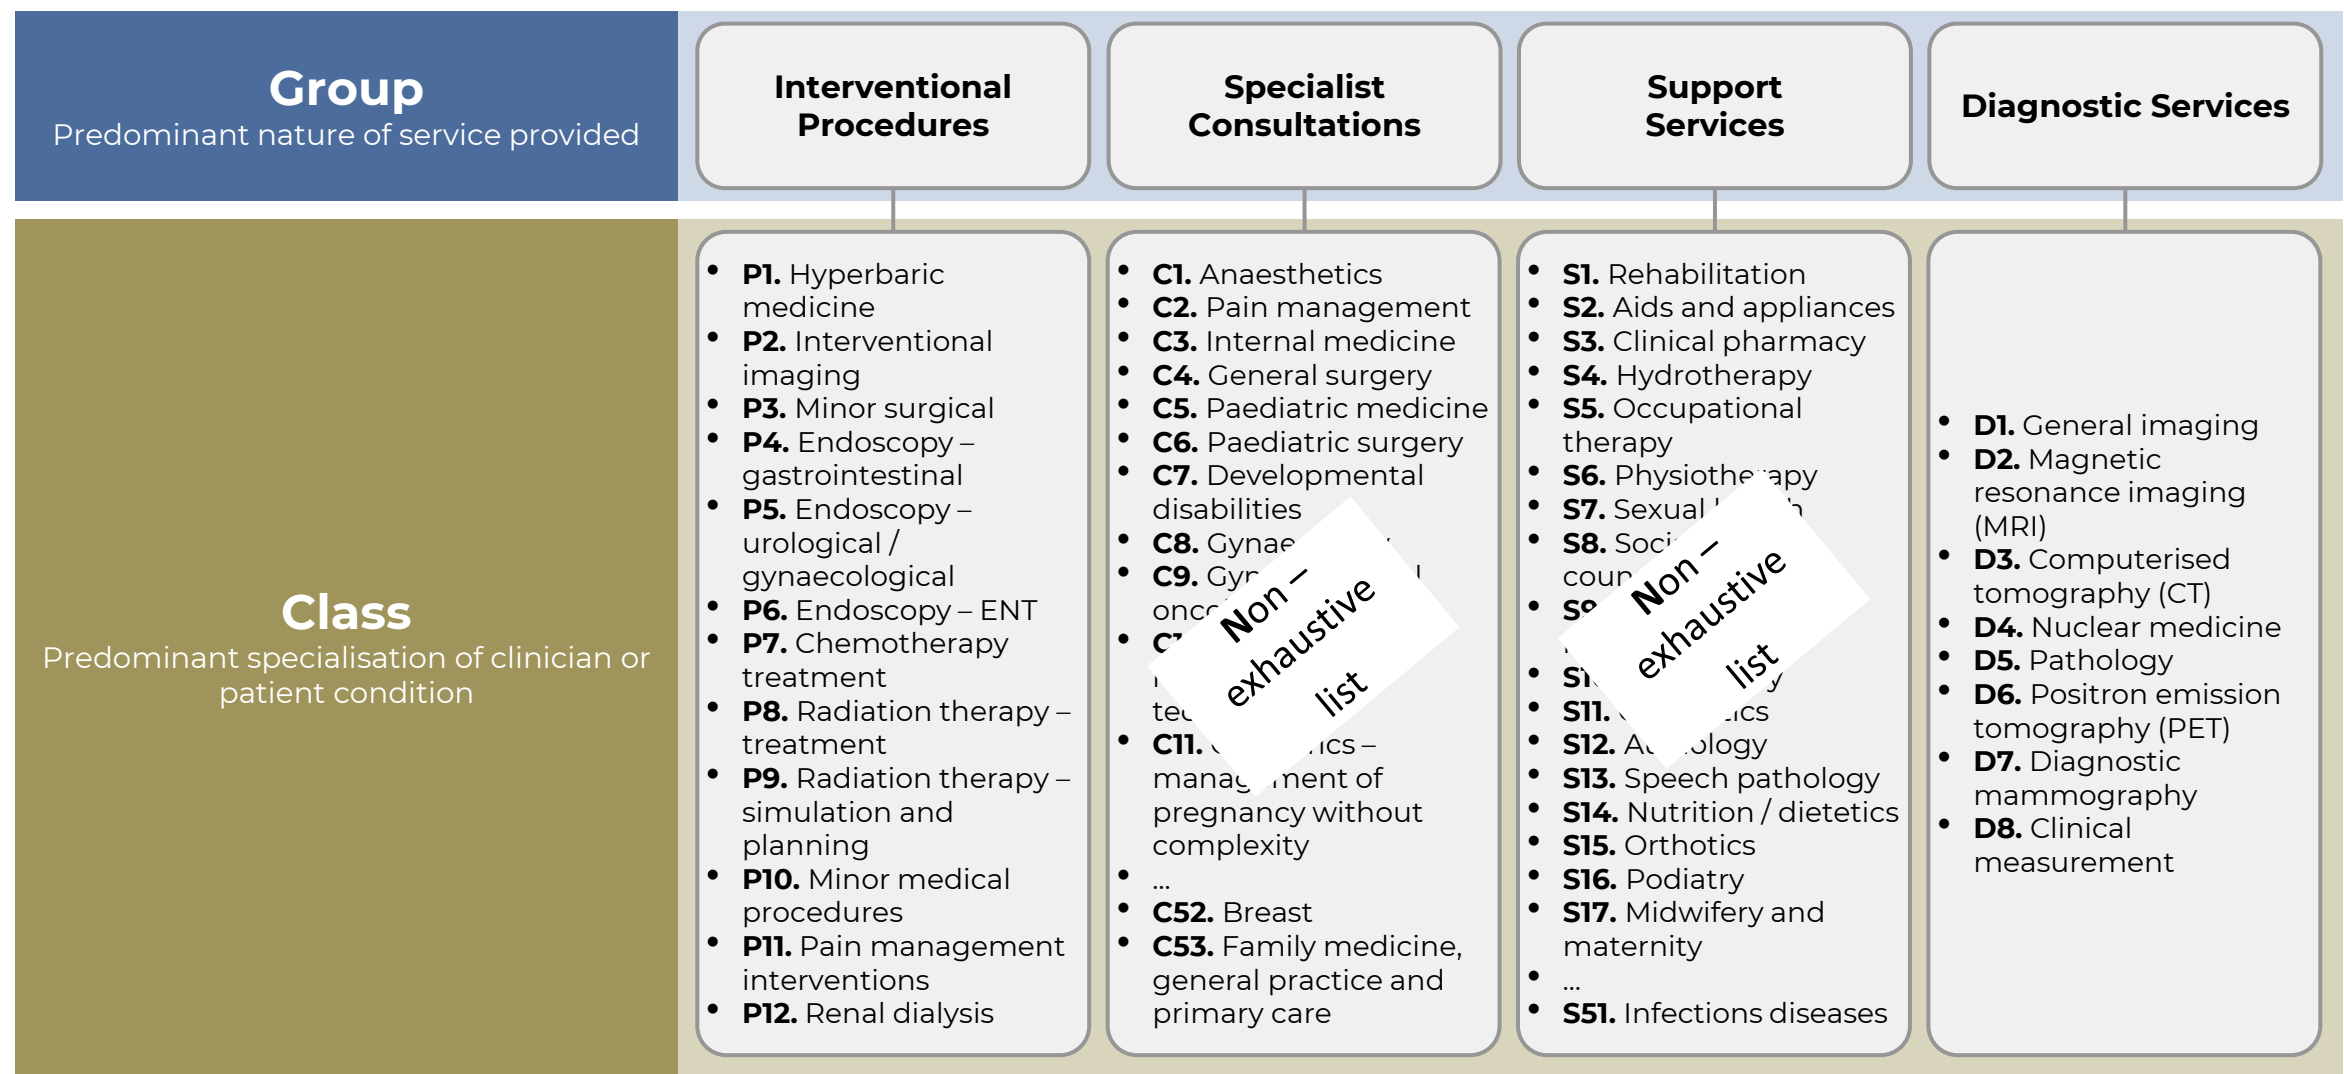 Group
Predominant nature of service provided
Interventional
Procedures
Specialist
Consultations
Support
Services
Diagnostic Services
Class
Predominant specialisation of clinician or
patient condition
• P1. Hyperbaric
medicine
• P2. Interventional
imaging
• P3. Minor surgical
• P4. Endoscopy –
gastrointestinal
• P5. Endoscopy –
urological /
gynaecological
• P6. Endoscopy – ENT
• P7. Chemotherapy
treatment
• P8. Radiation therapy –
treatment
• P9. Radiation therapy –
simulation and
planning
• P10. Minor medical
procedures
• P11. Pain management
interventions
• P12. Renal dialysis
• C1. Anaesthetics
• C2. Pain management
• C3. Internal medicine
• C4. General surgery
• C5. Paediatric medicine
• C6. Paediatric surgery
• C7. Developmental
disabilities
• C8.
• C9.
• C11. –
management of
pregnancy without
complexity
• ...
• C52. Breast
• C53. Family medicine,
general practice and
primary care
Non –
exhaustive
list
• S1. Rehabilitation
• S2. Aids and appliances
• S3. Clinical pharmacy
• S4. Hydrotherapy
• S5. Occupational
therapy
• S6. Physiotherapy
• S7. Sexual
• S8.
• S11.
• S12. Audiology
• S13. Speech pathology
• S14. Nutrition / dietetics
• S15. Orthotics
• S16. Podiatry
• S17. Midwifery and
maternity
• ...
• S51. Infections diseases
Non –
exhaustive
list
• D1. General imaging
• D2. Magnetic
resonance imaging
(MRI)
• D3. Computerised
tomography (CT)
• D4. Nuclear medicine
• D5. Pathology
• D6. Positron emission
tomography (PET)
• D7. Diagnostic
mammography
• D8. Clinical
measurement